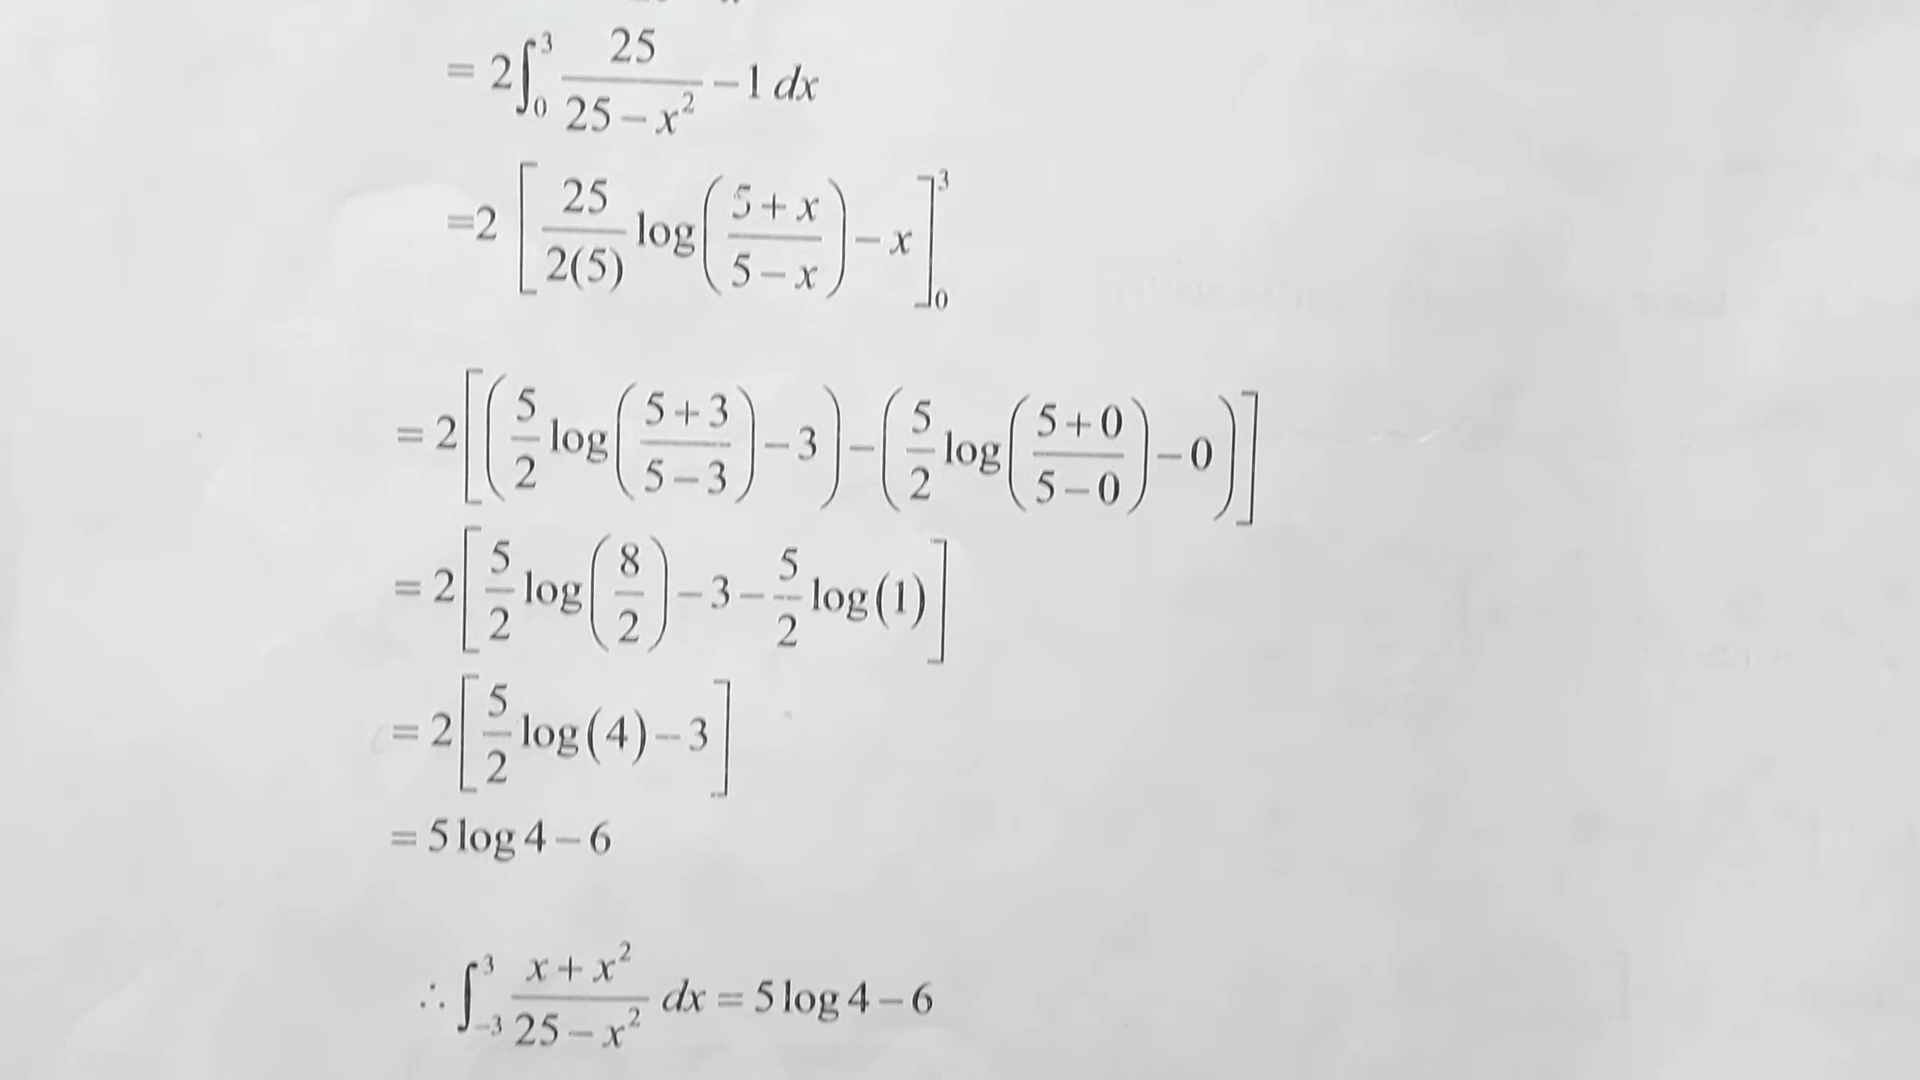 = 2∫₀³ 25/(25 − x²) − 1 dx
=2 [25/2(5) log((5 + x)/(5 − x)) − x]₀³
= 2[(5/2 log((5 + 3)/(5 − 3)) − 3) − (5/2 log((5 + 0)/(5 − 0)) − 0)]
= 2[5/2 log(8/2) − 3 − 5/2 log(1)]
= 2[5/2 log(4) − 3]
= 5 log 4 − 6
∴ ∫₋₃³ (x + x²)/(25 − x²) dx = 5 log 4 − 6